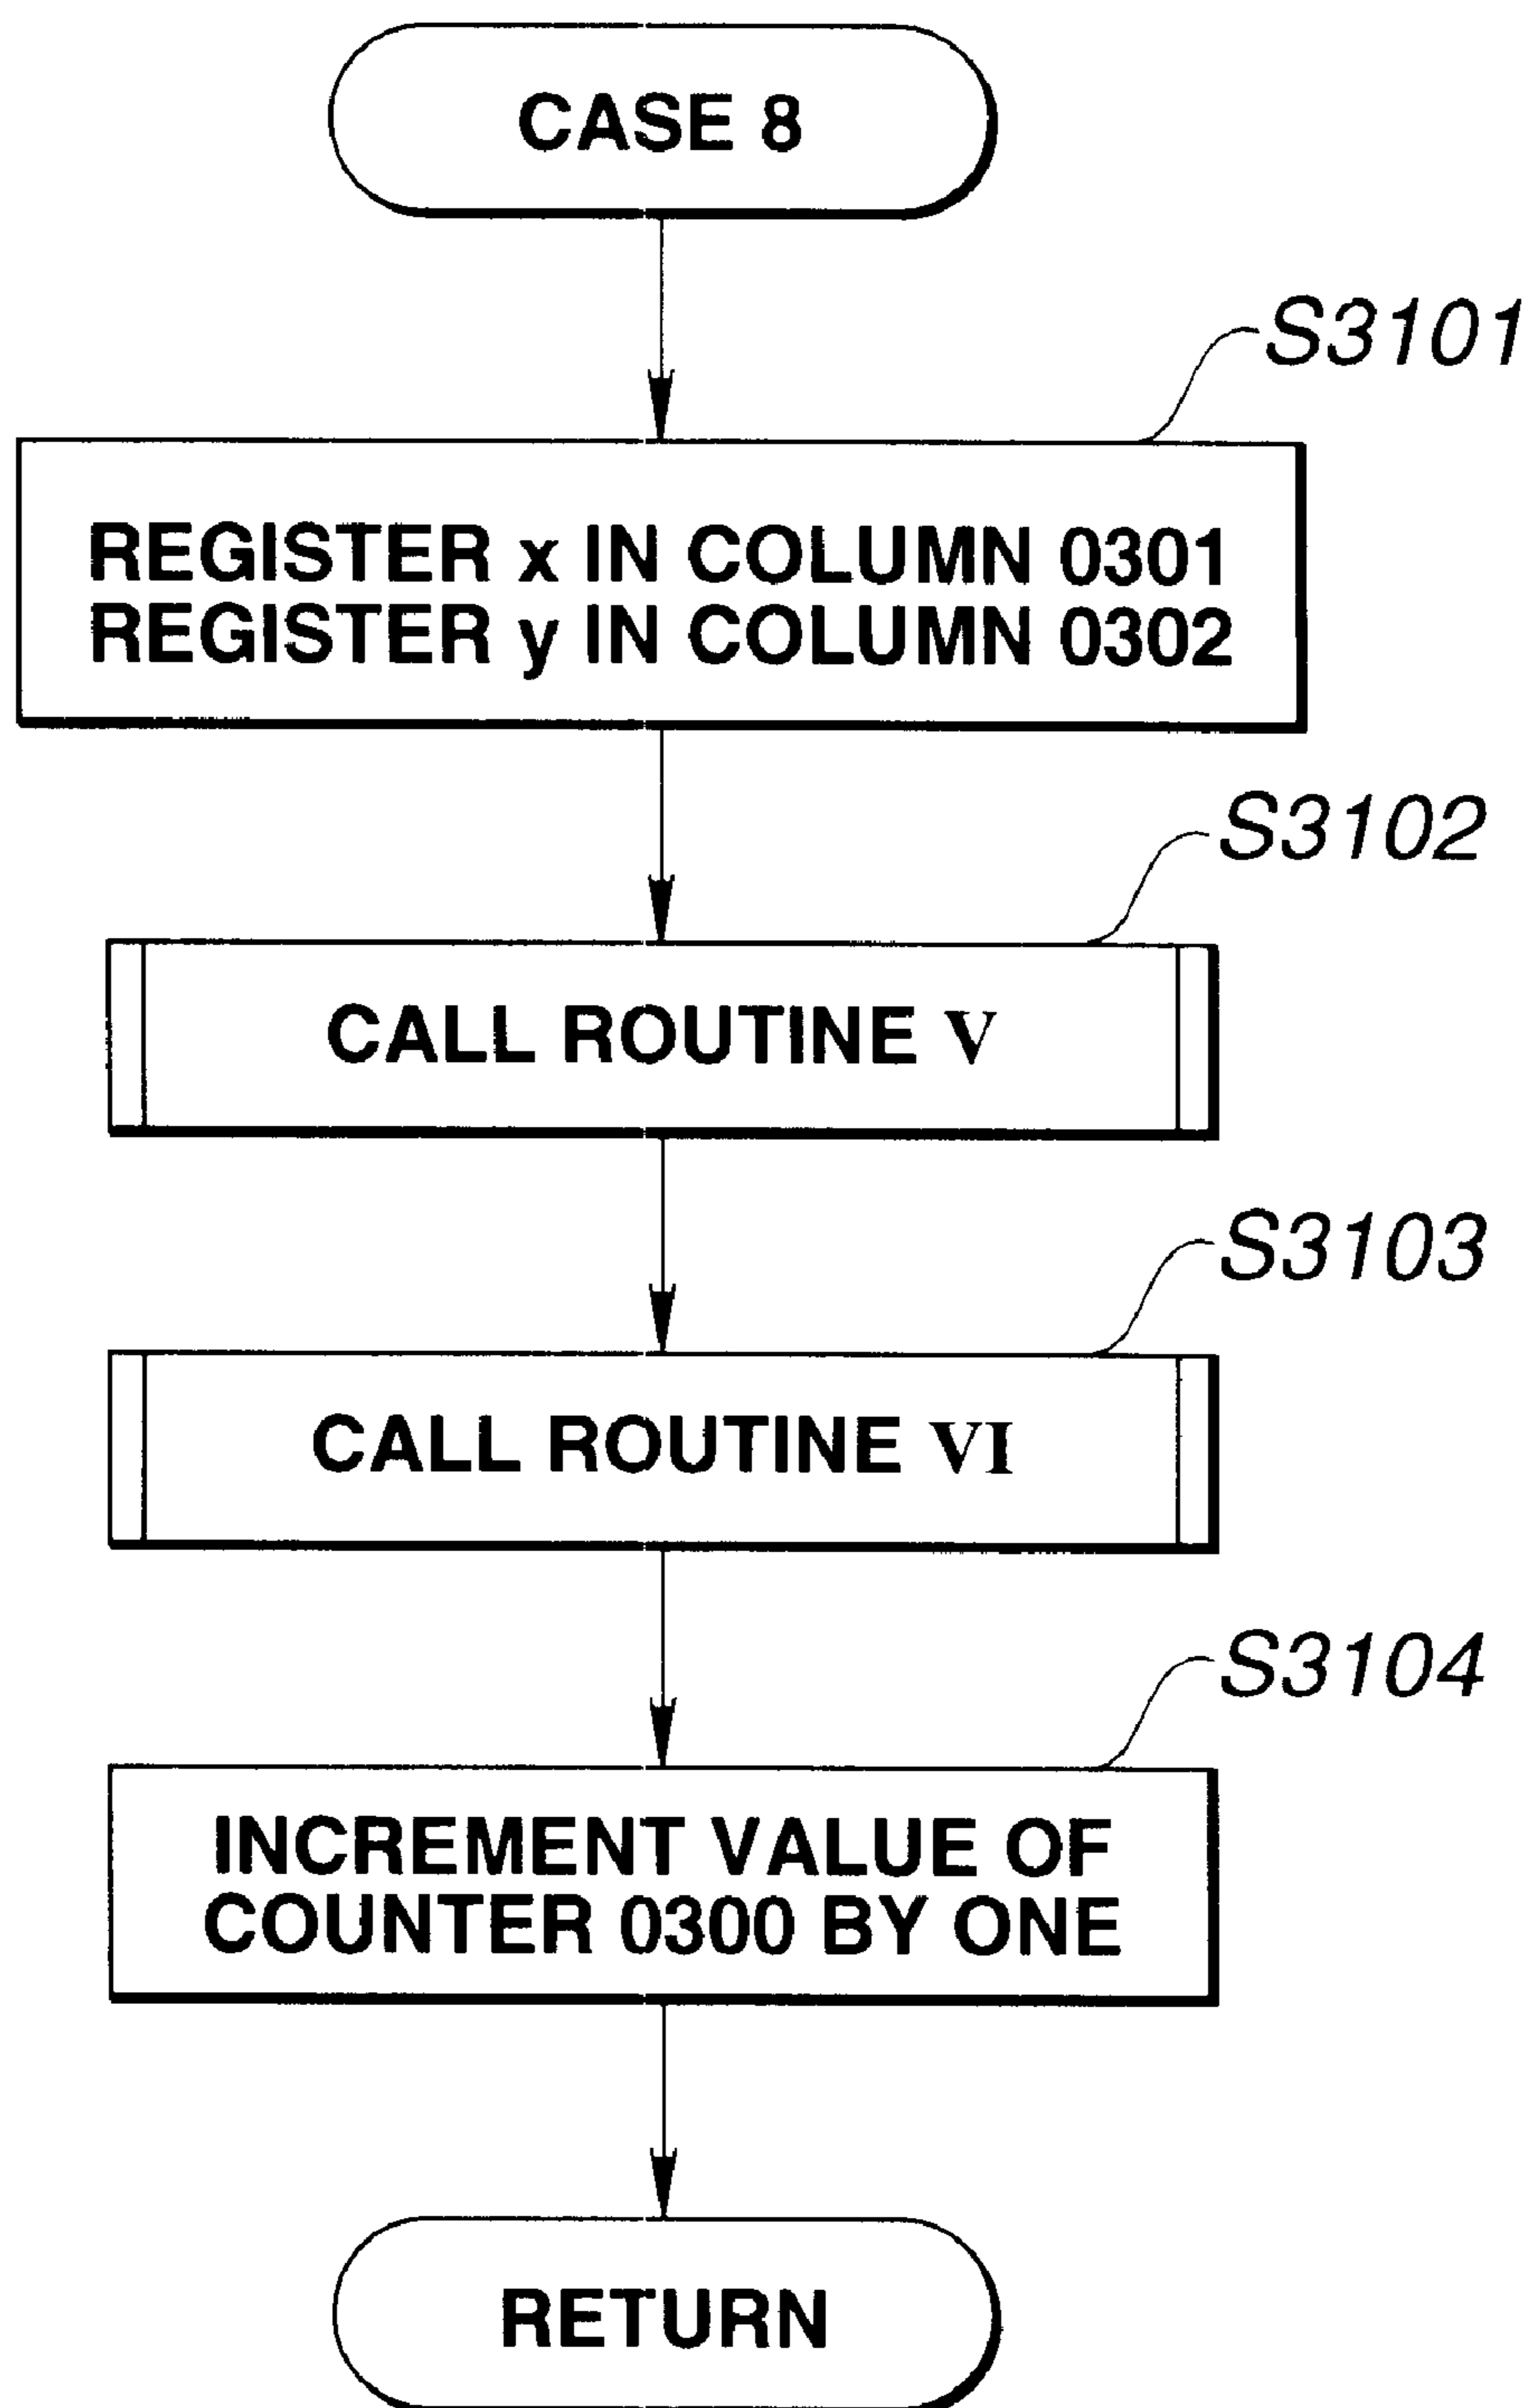 CASE 8
S3101
REGISTER x IN COLUMN 0301
REGISTER y IN COLUMN 0302
S3102
CALL ROUTINE V
S3103
CALL ROUTINE VI
S3104
INCREMENT VALUE OF
COUNTER 0300 BY ONE
RETURN